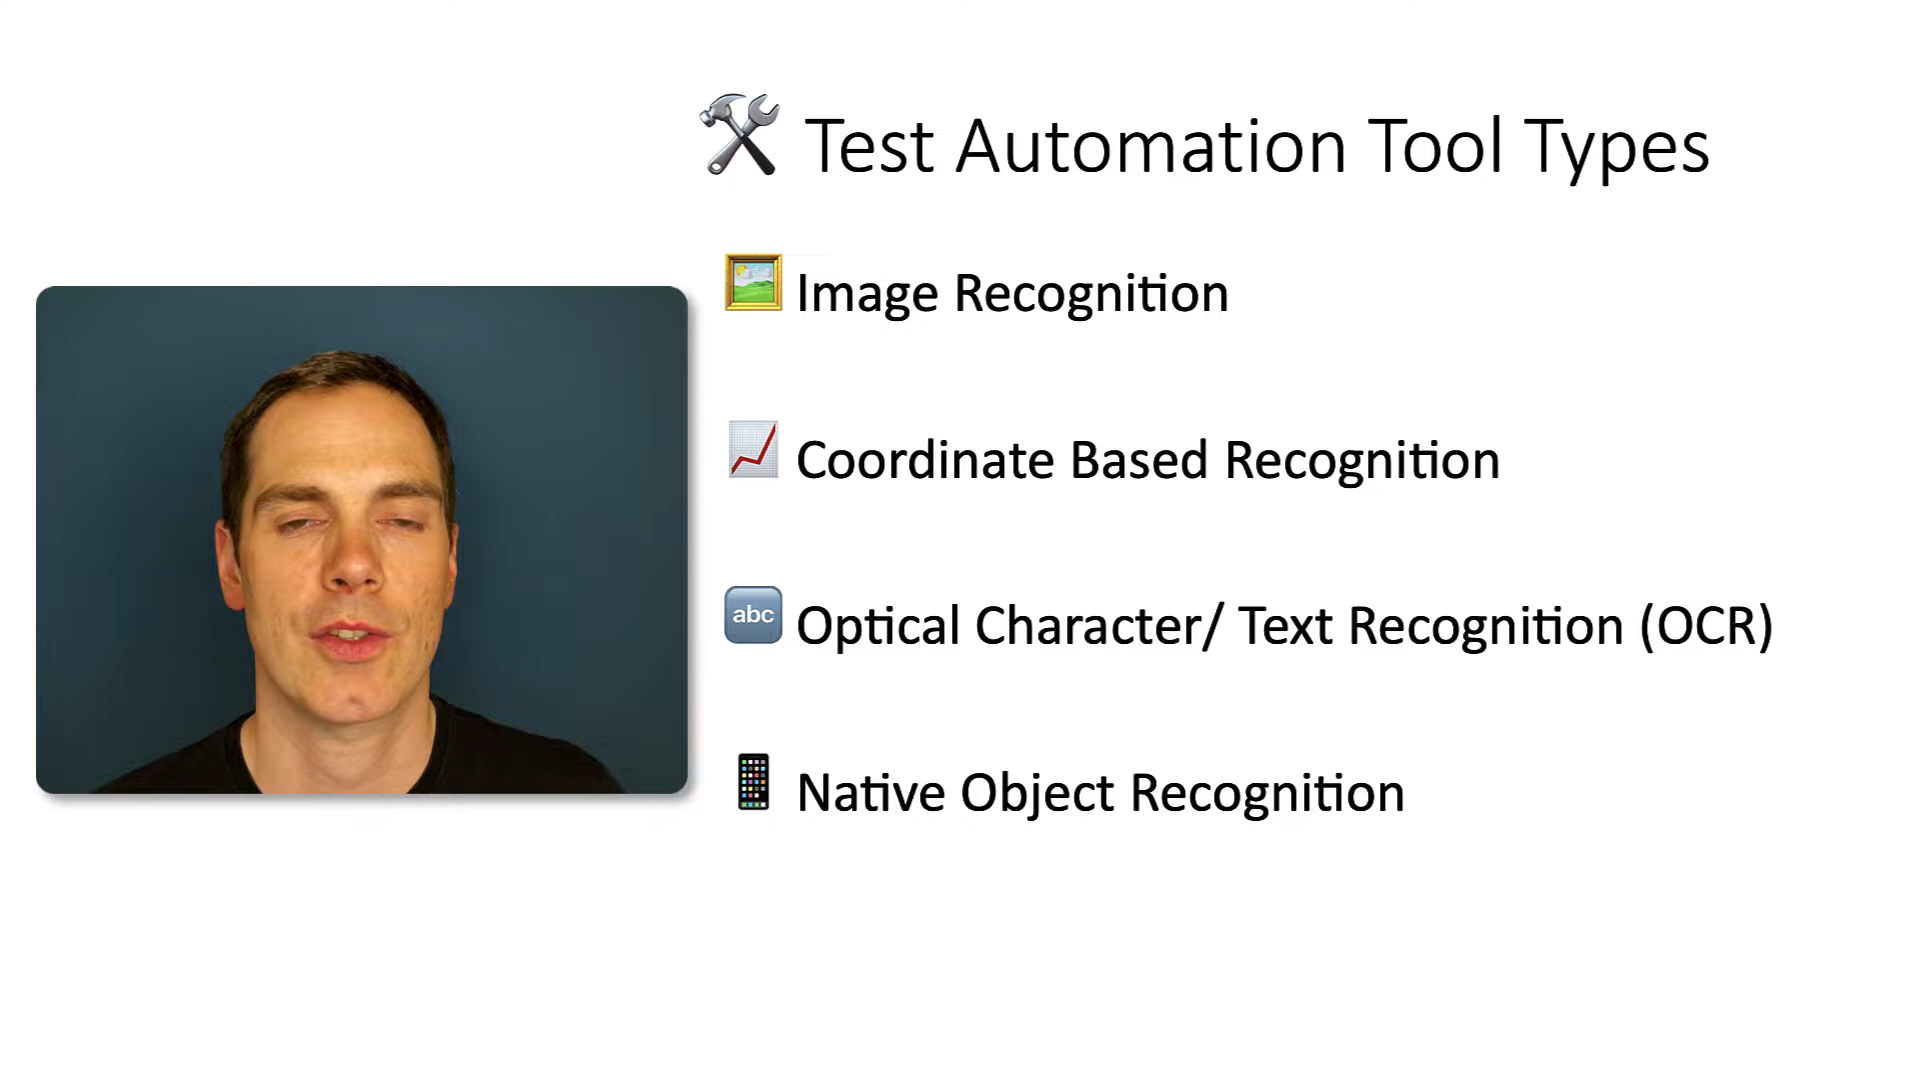 Test Automation Tool Types
Image Recognition
Coordinate Based Recognition
abc
Optical Character/ Text Recognition (OCR)
Native Object Recognition